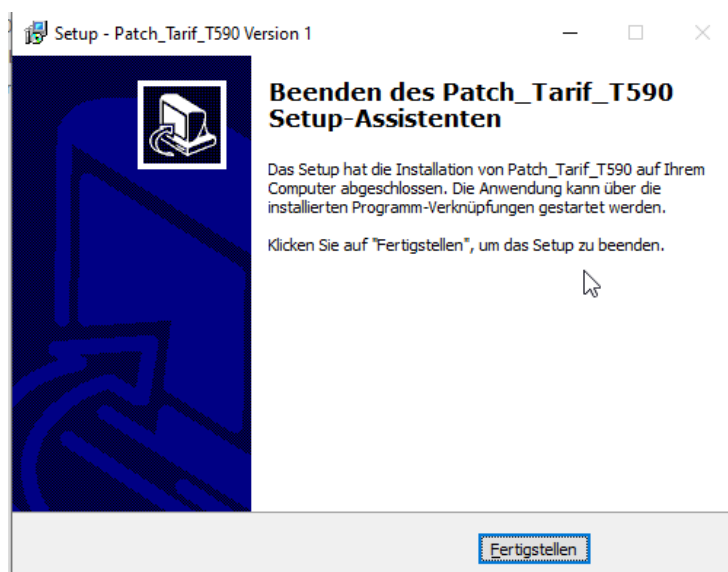 Setup - Patch_Tarif_T590 Version 1
Beenden des Patch_Tarif_T590
Setup-Assistenten
Das Setup hat die Installation von Patch_Tarif_T590 auf Ihrem
Computer abgeschlossen. Die Anwendung kann über die
installierten Programm-Verknüpfungen gestartet werden.
Klicken Sie auf "Fertigstellen", um das Setup zu beenden.
Fertigstellen